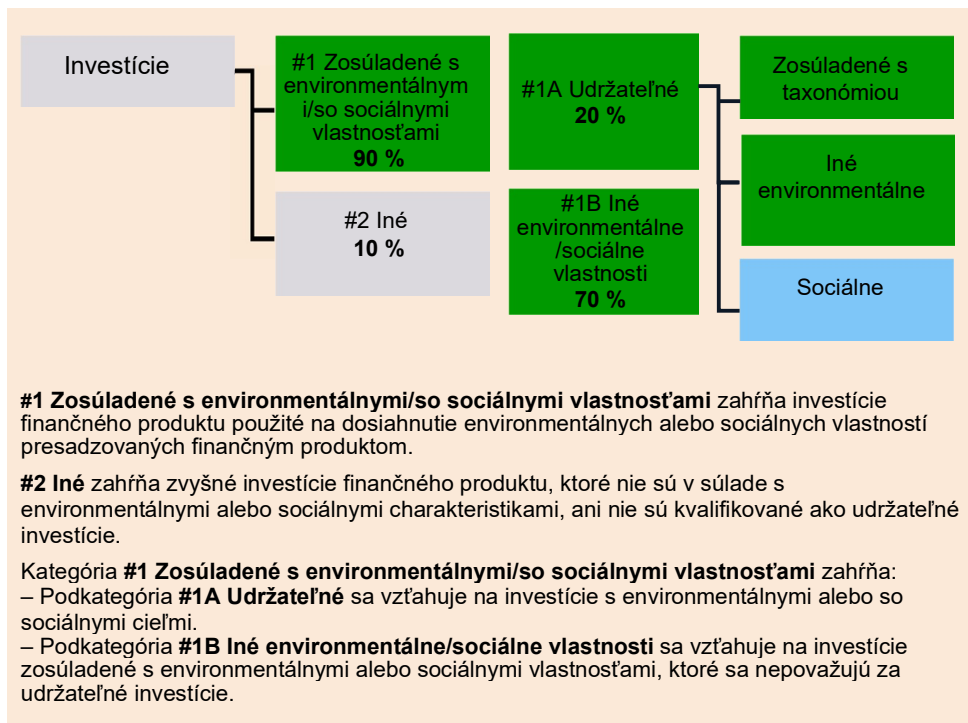 Investície
#1 Zosúladené s
environmentálnym
i/so sociálnymi
vlastnosťami
90 %
#2 Iné
10 %
#1A Udržateľné
20 %
#1B Iné
environmentálne
/sociálne
vlastnosti
70 %
Zosúladené s
taxonómiou
Iné
environmentálne
Sociálne
#1 Zosúladené s environmentálnymi/so sociálnymi vlastnosťami zahŕňa investície
finančného produktu použité na dosiahnutie environmentálnych alebo sociálnych vlastností
presadzovaných finančným produktom.
#2 Iné zahŕňa zvyšné investície finančného produktu, ktoré nie sú v súlade s
environmentálnymi alebo sociálnymi charakteristikami, ani nie sú kvalifikované ako udržateľné
investície.
Kategória #1 Zosúladené s environmentálnymi/so sociálnymi vlastnosťami zahŕňa:
– Podkategória #1A Udržateľné sa vzťahuje na investície s environmentálnymi alebo so
sociálnymi cieľmi.
– Podkategória #1B Iné environmentálne/sociálne vlastnosti sa vzťahuje na investície
zosúladené s environmentálnymi alebo sociálnymi vlastnosťami, ktoré sa nepovažujú za
udržateľné investície.